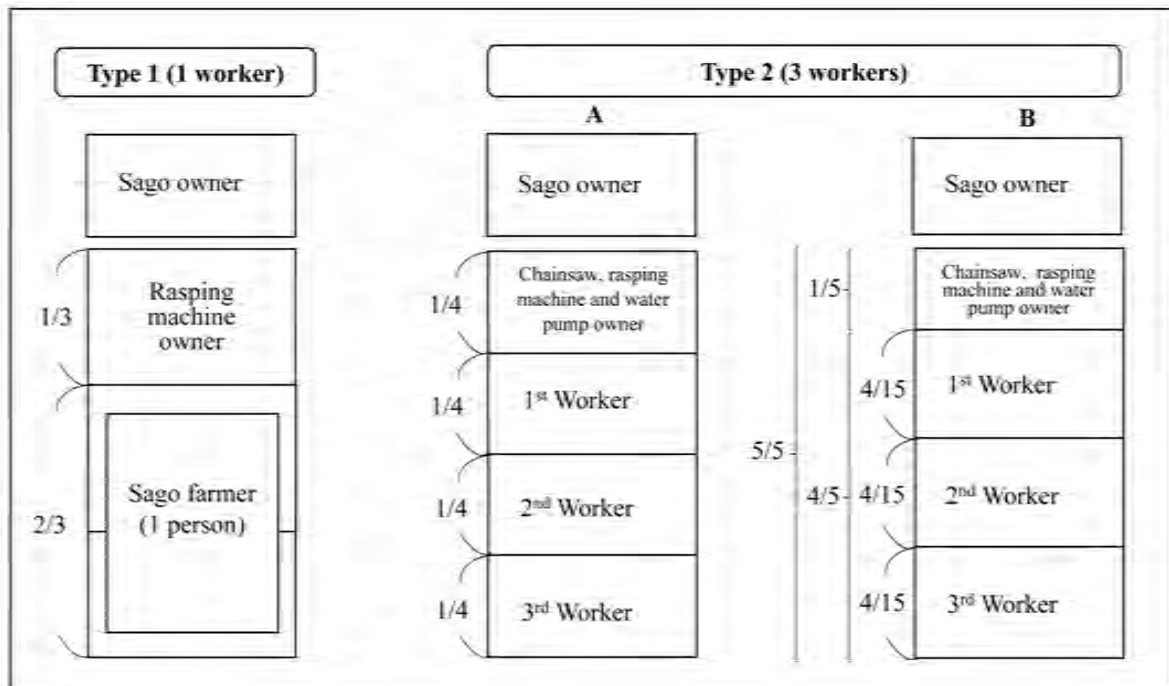 Type 1 (1 worker)
Sago owner
1/3
Rasping
machine
owner
2/3
Sago farmer
(1 person)
Type 2 (3 workers)
A
Sago owner
1/4
Chainsaw, rasping
machine and water
pump owner
1/4
1st Worker
1/4
2nd Worker
1/4
3rd Worker
B
Sago owner
5/5
1/5
4/5
Chainsaw, rasping
machine and water
pump owner
4/15
1st Worker
4/15
2nd Worker
4/15
3rd Worker